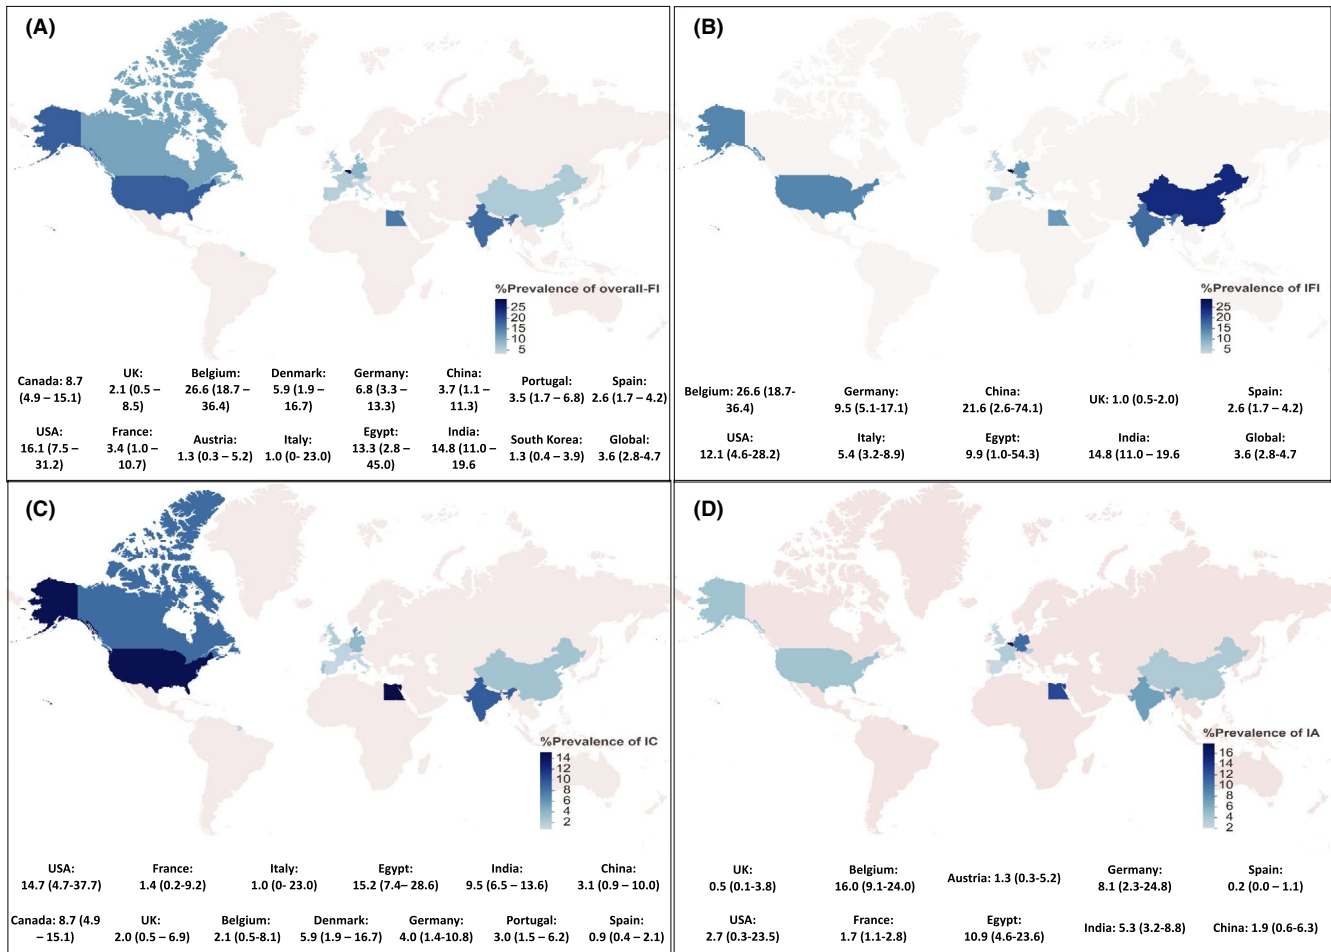 (A)
%Prevalence of overall-FI
25
20
15
10
5
Canada: 8.7
(4.9 – 15.1)
UK:
2.1 (0.5 –
8.5)
Belgium:
26.6 (18.7 –
36.4)
Denmark:
5.9 (1.9 –
16.7)
Germany:
6.8 (3.3 –
13.3)
China:
3.7 (1.1 –
11.3)
Portugal:
3.5 (1.7 – 6.8)
Spain:
2.6 (1.7 – 4.2)
USA:
16.1 (7.5 –
31.2)
France:
3.4 (1.0 –
10.7)
Austria:
1.3 (0.3 – 5.2)
Italy:
1.0 (0- 23.0)
Egypt:
13.3 (2.8 –
45.0)
India:
14.8 (11.0 –
19.6
South Korea:
1.3 (0.4 – 3.9)
Global:
3.6 (2.8-4.7
(B)
%Prevalence of IFI
25
20
15
10
5
Belgium: 26.6 (18.7-
36.4)
Germany:
9.5 (5.1-17.1)
China:
21.6 (2.6-74.1)
UK: 1.0 (0.5-2.0)
Spain:
2.6 (1.7 – 4.2)
USA:
12.1 (4.6-28.2)
Italy:
5.4 (3.2-8.9)
Egypt:
9.9 (1.0-54.3)
India:
14.8 (11.0 – 19.6
Global:
3.6 (2.8-4.7
(C)
%Prevalence of IC
14
12
10
8
6
4
2
USA:
14.7 (4.7-37.7)
France:
1.4 (0.2-9.2)
Italy:
1.0 (0- 23.0)
Egypt:
15.2 (7.4– 28.6)
India:
9.5 (6.5 – 13.6)
China:
3.1 (0.9 – 10.0)
Canada: 8.7 (4.9
– 15.1)
UK:
2.0 (0.5 – 6.9)
Belgium:
2.1 (0.5-8.1)
Denmark:
5.9 (1.9 – 16.7)
Germany:
4.0 (1.4-10.8)
Portugal:
3.0 (1.5 – 6.2)
Spain:
0.9 (0.4 – 2.1)
(D)
%Prevalence of IA
16
14
12
10
8
6
4
2
UK:
0.5 (0.1-3.8)
Belgium:
16.0 (9.1-24.0)
Austria: 1.3 (0.3-5.2)
Germany:
8.1 (2.3-24.8)
Spain:
0.2 (0.0 – 1.1)
USA:
2.7 (0.3-23.5)
France:
1.7 (1.1-2.8)
Egypt:
10.9 (4.6-23.6)
India: 5.3 (3.2-8.8)
China: 1.9 (0.6-6.3)